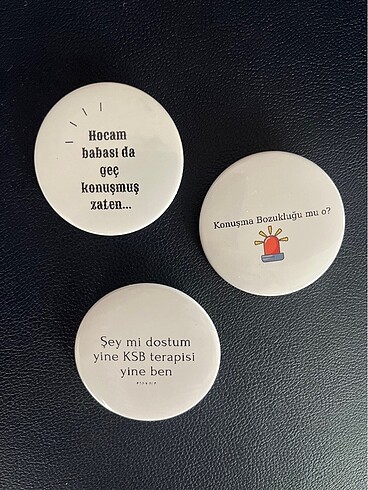 Hocam
babası da
geç
konuşmuş
zaten...
Konuşma Bozukluğu mu o?
Şey mi dostum
yine KSB terapisi
yine ben